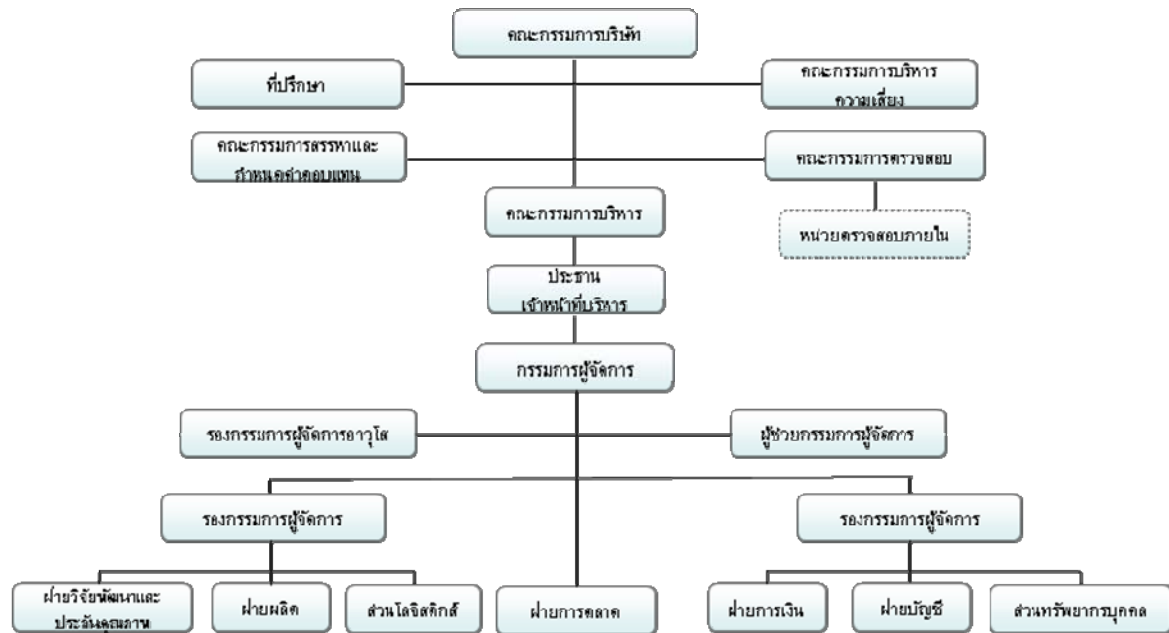 คณะกรรมการบริษัท
ที่ปรึกษา
คณะกรรมการบริหาร
ความเสี่ยง
คณะกรรมการสรรหาและ
กำหนดค่าตอบแทน
คณะกรรมการตรวจสอบ
คณะกรรมการบริหาร
หน่วยตรวจสอบภายใน
ประธาน
เจ้าหน้าที่บริหาร
กรรมการผู้จัดการ
รองกรรมการผู้จัดการอาวุโส
ผู้ช่วยกรรมการผู้จัดการ
รองกรรมการผู้จัดการ
รองกรรมการผู้จัดการ
ฝ่ายวิจัยพัฒนาและ
ประกันคุณภาพ
ฝ่ายผลิต
ส่วนโลจิสติกส์
ฝ่ายการตลาด
ฝ่ายการเงิน
ฝ่ายบัญชี
ส่วนทรัพยากรบุคคล